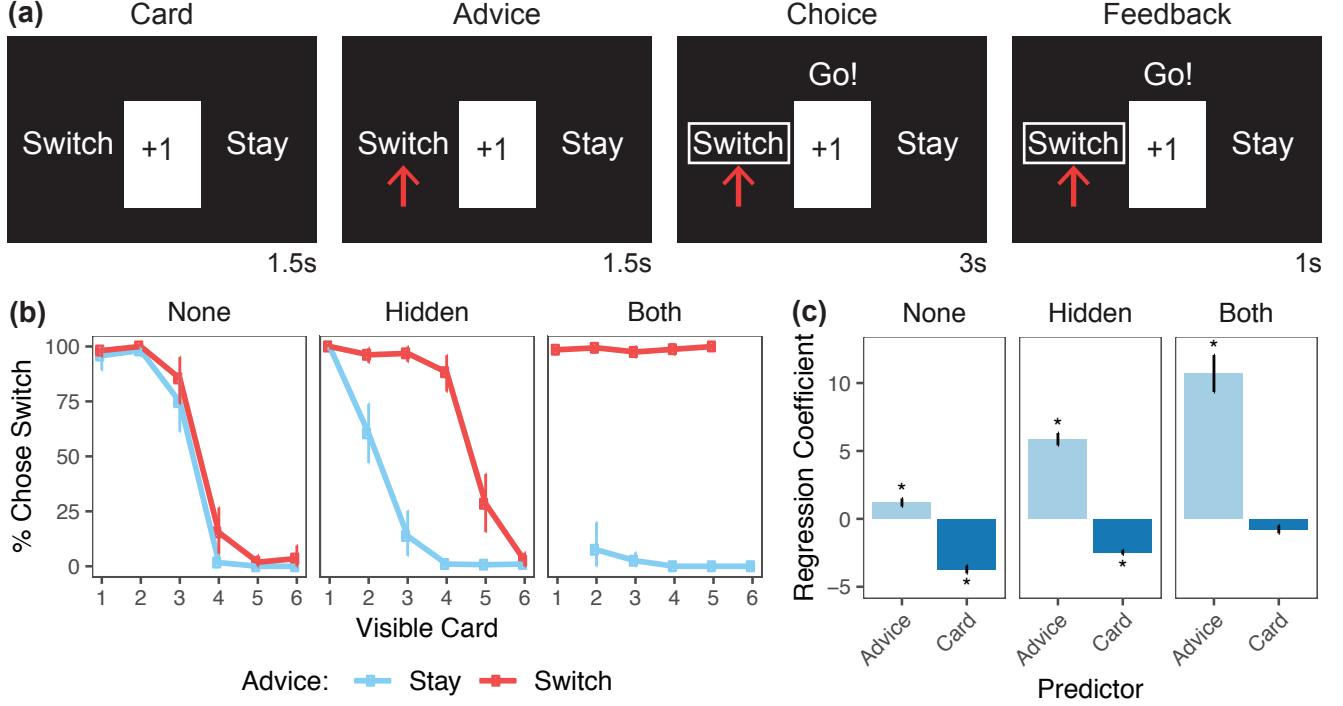 (a) Card Advice Choice Feedback
Go! Go!
Switch +1 Stay Switch +1 Stay Switch +1 Stay Switch +1 Stay
1.5s 1.5s 3s 1s
(b) None Hidden Both
% Chose Switch
100
75
50
25
0
1 2 3 4 5 6 1 2 3 4 5 6 1 2 3 4 5 6
Visible Card
Advice: Stay Switch
(c) None Hidden Both
Regression Coefficient
10
5
0
−5
Advice Card Advice Card Advice Card
* * * * *
Predictor